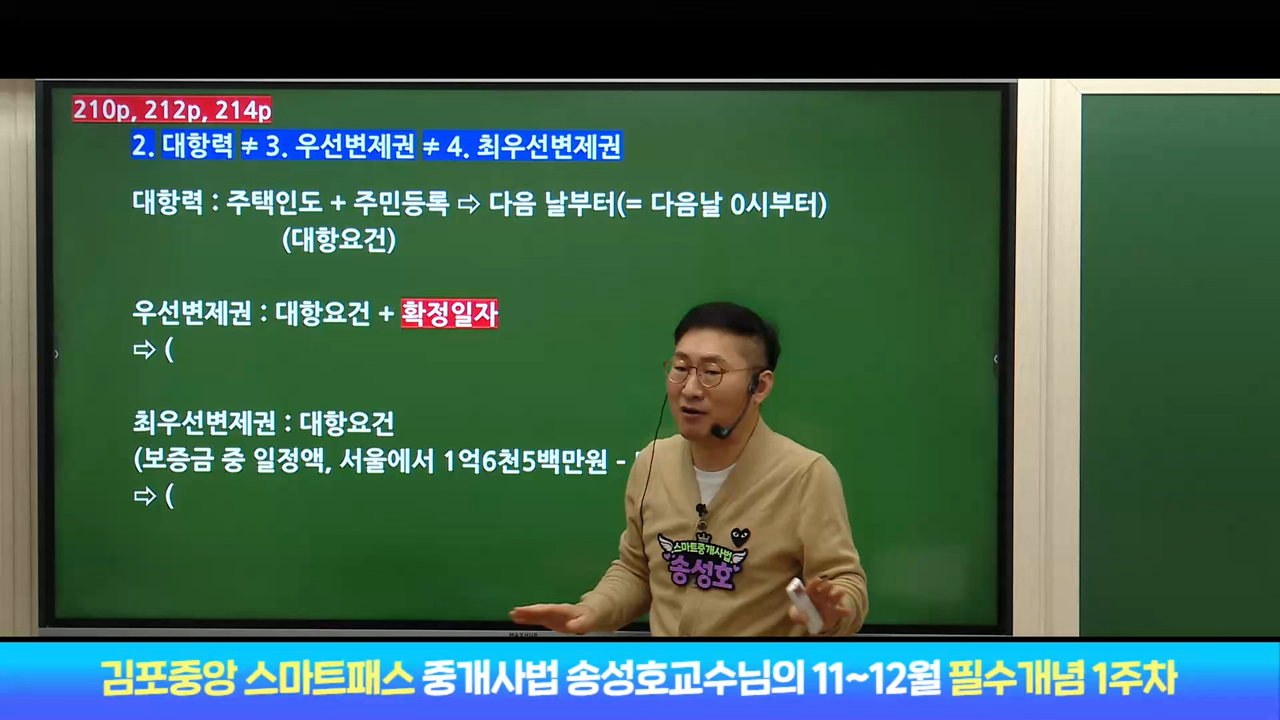 210p, 212p, 214p
2. 대항력 ≠ 3. 우선변제권 ≠ 4. 최우선변제권
대항력 : 주택인도 + 주민등록 ⇨ 다음 날부터(= 다음날 0시부터)
(대항요건)
우선변제권 : 대항요건 + 확정일자
⇨ (
최우선변제권 : 대항요건
(보증금 중 일정액, 서울에서 1억6천5백만원 -
⇨ (
스마트중개사법
송성호
김포중앙 스마트패스 중개사법 송성호교수님의 11~12월 필수개념 1주차